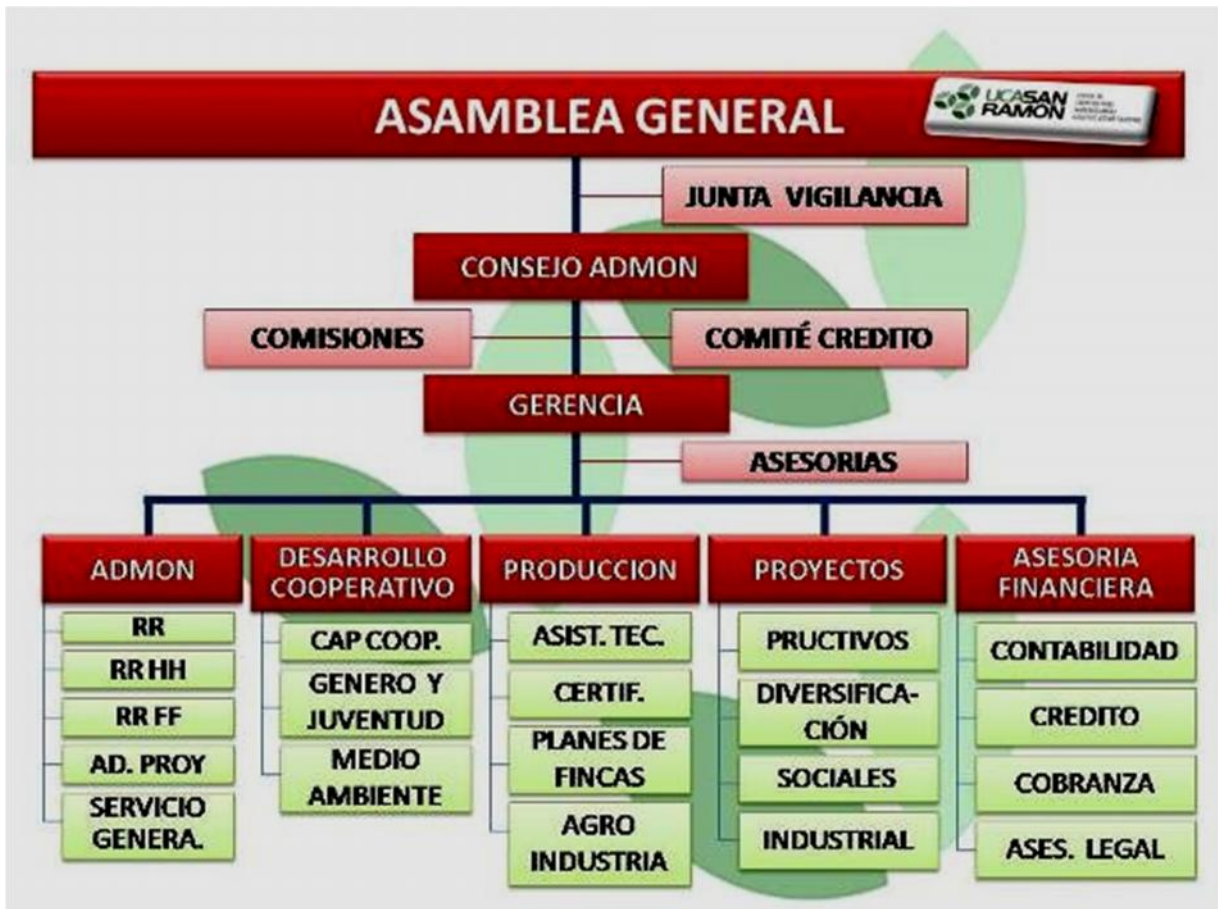 ASAMBLEA GENERAL
UCASAN
RAMON
JUNTA VIGILANCIA
CONSEJO ADMON
COMISIONES
COMITÉ CREDITO
GERENCIA
ASESORIAS
ADMON
RR
RR HH
RR FF
AD. PROY
SERVICIO
GENERA.
DESARROLLO
COOPERATIVO
CAP COOP.
GENERO Y
JUVENTUD
MEDIO
AMBIENTE
PRODUCCION
ASIST. TEC.
CERTIF.
PLANES DE
FINCAS
AGRO
INDUSTRIA
PROYECTOS
PRUCTIVOS
DIVERSIFICA-
CIÓN
SOCIALES
INDUSTRIAL
ASESORIA
FINANCIERA
CONTABILIDAD
CREDITO
COBRANZA
ASES. LEGAL